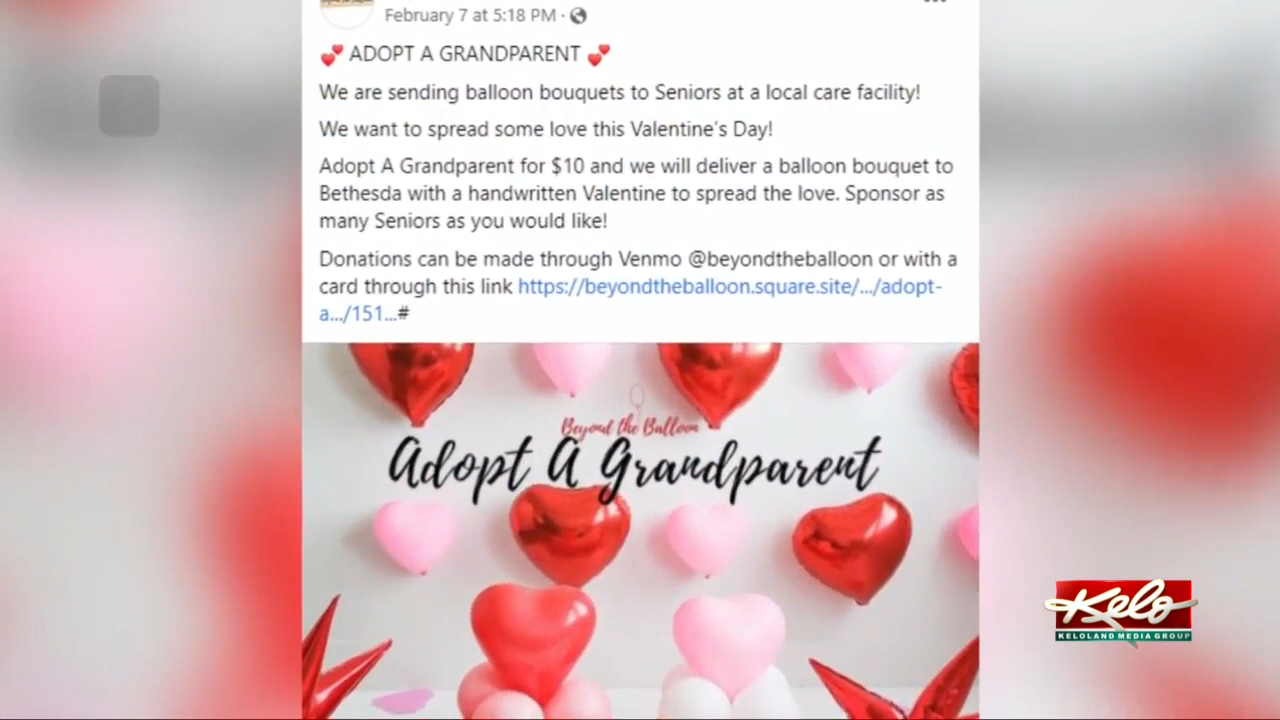 February 7 at 5:18 PM ·
💕 ADOPT A GRANDPARENT 💕
We are sending balloon bouquets to Seniors at a local care facility!
We want to spread some love this Valentine's Day!
Adopt A Grandparent for $10 and we will deliver a balloon bouquet to
Bethesda with a handwritten Valentine to spread the love. Sponsor as
many Seniors as you would like!
Donations can be made through Venmo @beyondtheballoon or with a
card through this link https://beyondtheballoon.square.site/.../adopt-
a.../151...#
Beyond the Balloon
Adopt A Grandparent
Kelo
KELOLAND MEDIA GROUP